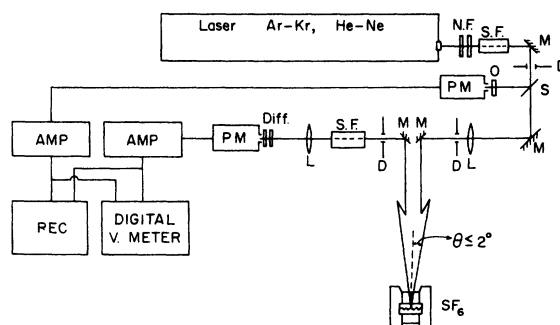 Laser Ar-Kr, He-Ne
N.F.
S.F.
M
D
PM
O
S
AMP
AMP
PM
Diff.
L
S.F.
D
M
M
D
L
M
REC
DIGITAL
V. METER
θ≤2°
SF6